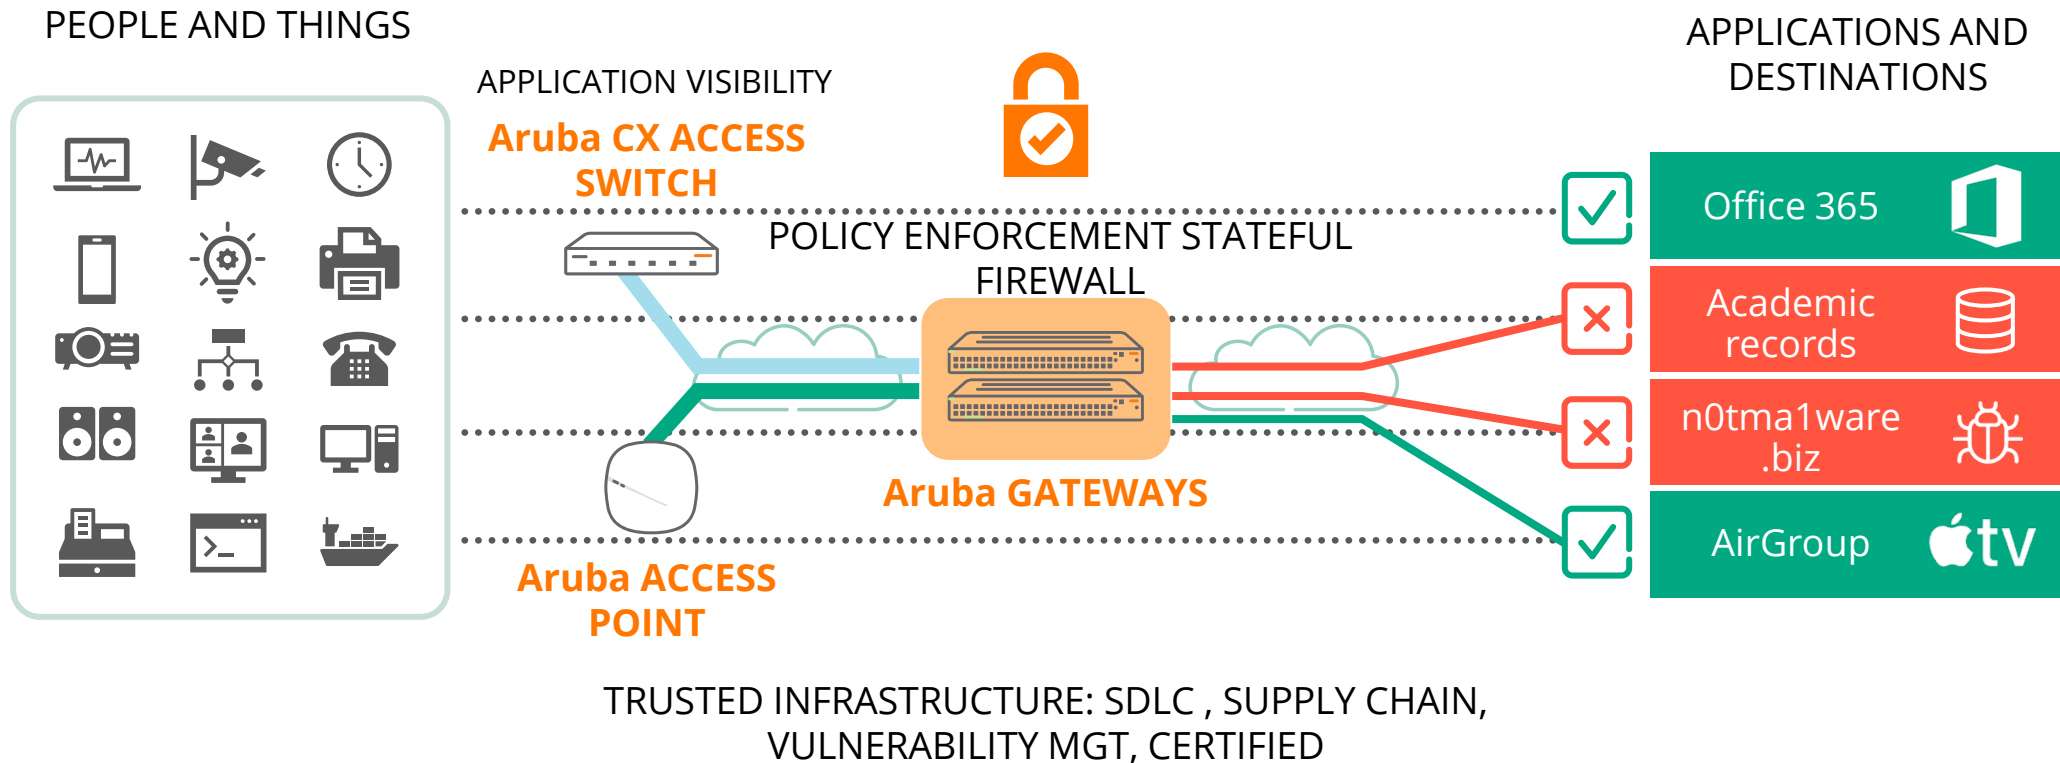 PEOPLE AND THINGS
APPLICATION VISIBILITY
Aruba CX ACCESS
SWITCH
POLICY ENFORCEMENT STATEFUL
FIREWALL
Aruba GATEWAYS
Aruba ACCESS
POINT
APPLICATIONS AND
DESTINATIONS
Office 365
Academic
records
n0tma1ware
.biz
AirGroup
tv
TRUSTED INFRASTRUCTURE: SDLC , SUPPLY CHAIN,
VULNERABILITY MGT, CERTIFIED